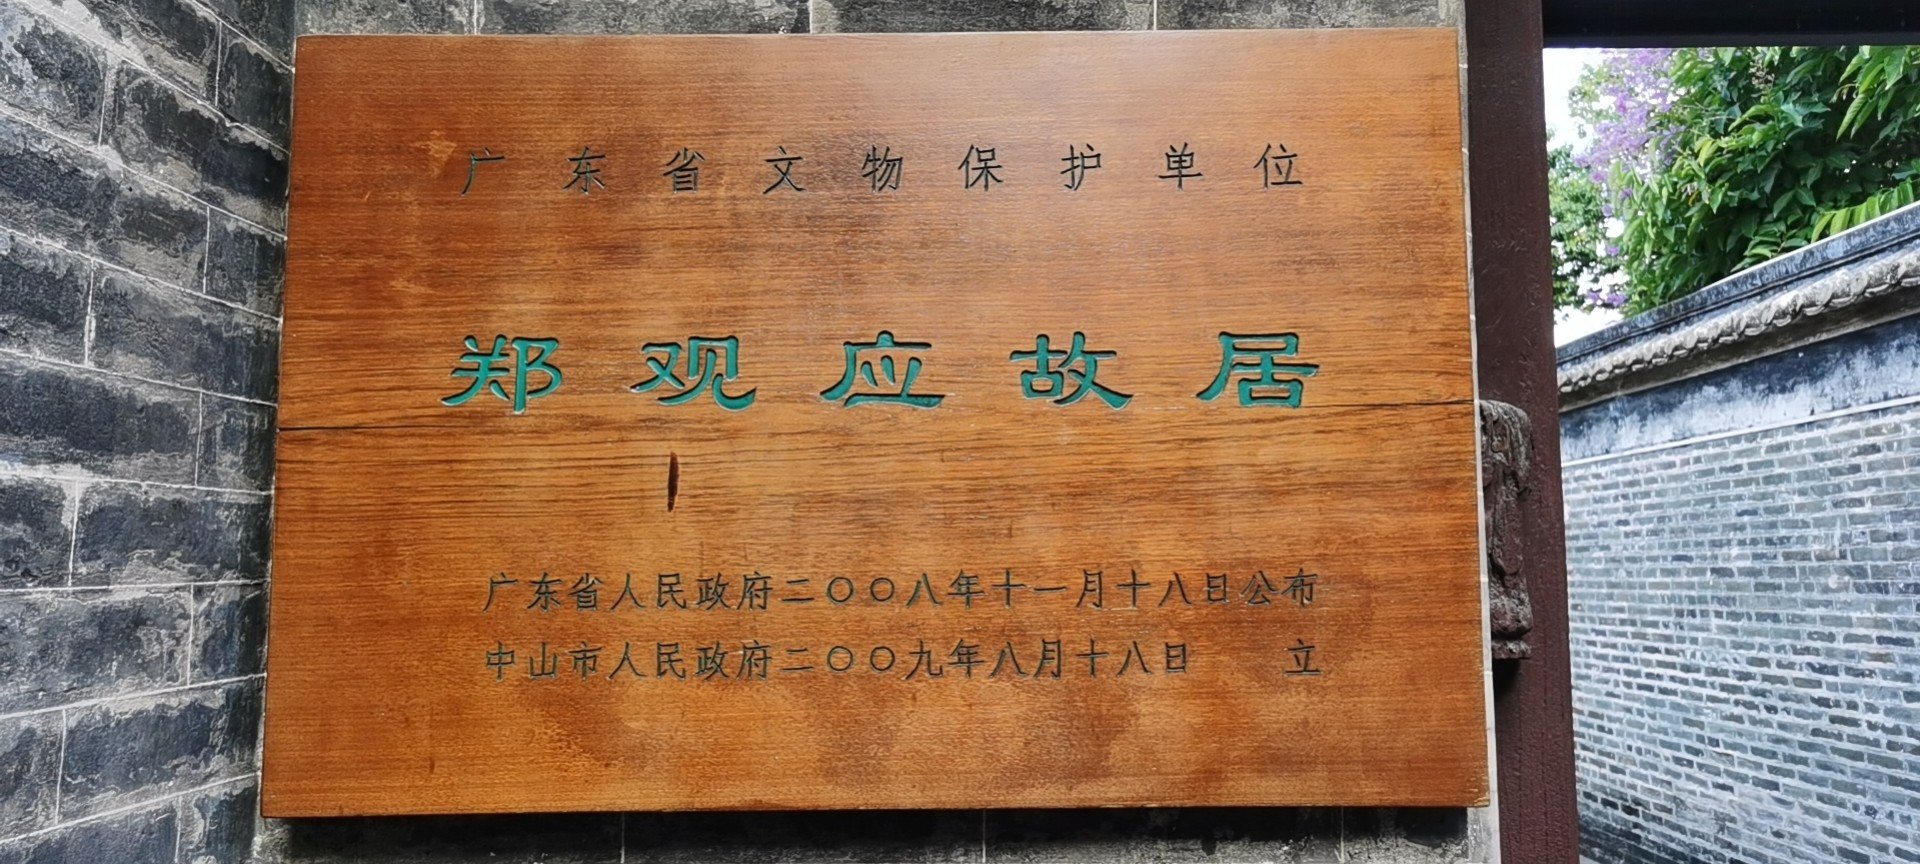 广东省文物保护单位
郑观应故居
广东省人民政府二〇〇八年十一月十八日公布
中山市人民政府二〇〇九年八月十八日 立